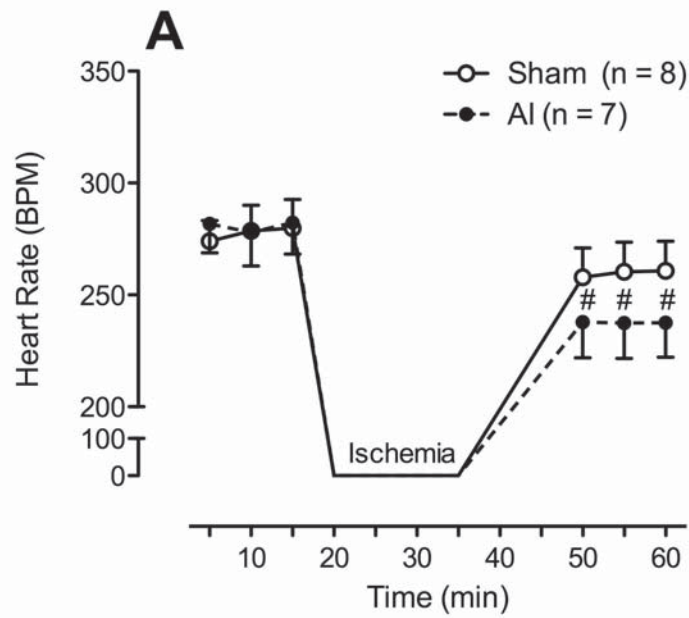 A
350
300
250
200
100
0
Heart Rate (BPM)
Sham (n = 8)
AI (n = 7)
# # #
Ischemia
10 20 30 40 50 60
Time (min)